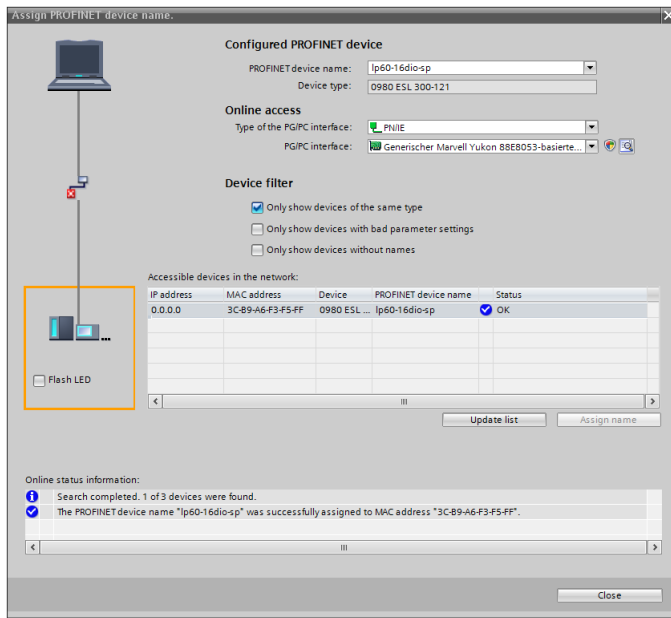 Assign PROFINET device name.
Configured PROFINET device
PROFINET device name: lp60-16dio-sp
Device type: 0980 ESL 300-121
Online access
Type of the PG/PC interface: PN/IE
PG/PC interface: Generischer Marvell Yukon 88E8053-basierte...
Device filter
Only show devices of the same type
Only show devices with bad parameter settings
Only show devices without names
Accessible devices in the network:
IP address MAC address Device PROFINET device name Status
0.0.0.0 3C-B9-A6-F3-F5-FF 0980 ESL ... lp60-16dio-sp OK
...
Flash LED
Update list Assign name
Online status information:
Search completed. 1 of 3 devices were found.
The PROFINET device name "lp60-16dio-sp" was successfully assigned to MAC address "3C-B9-A6-F3-F5-FF".
Close